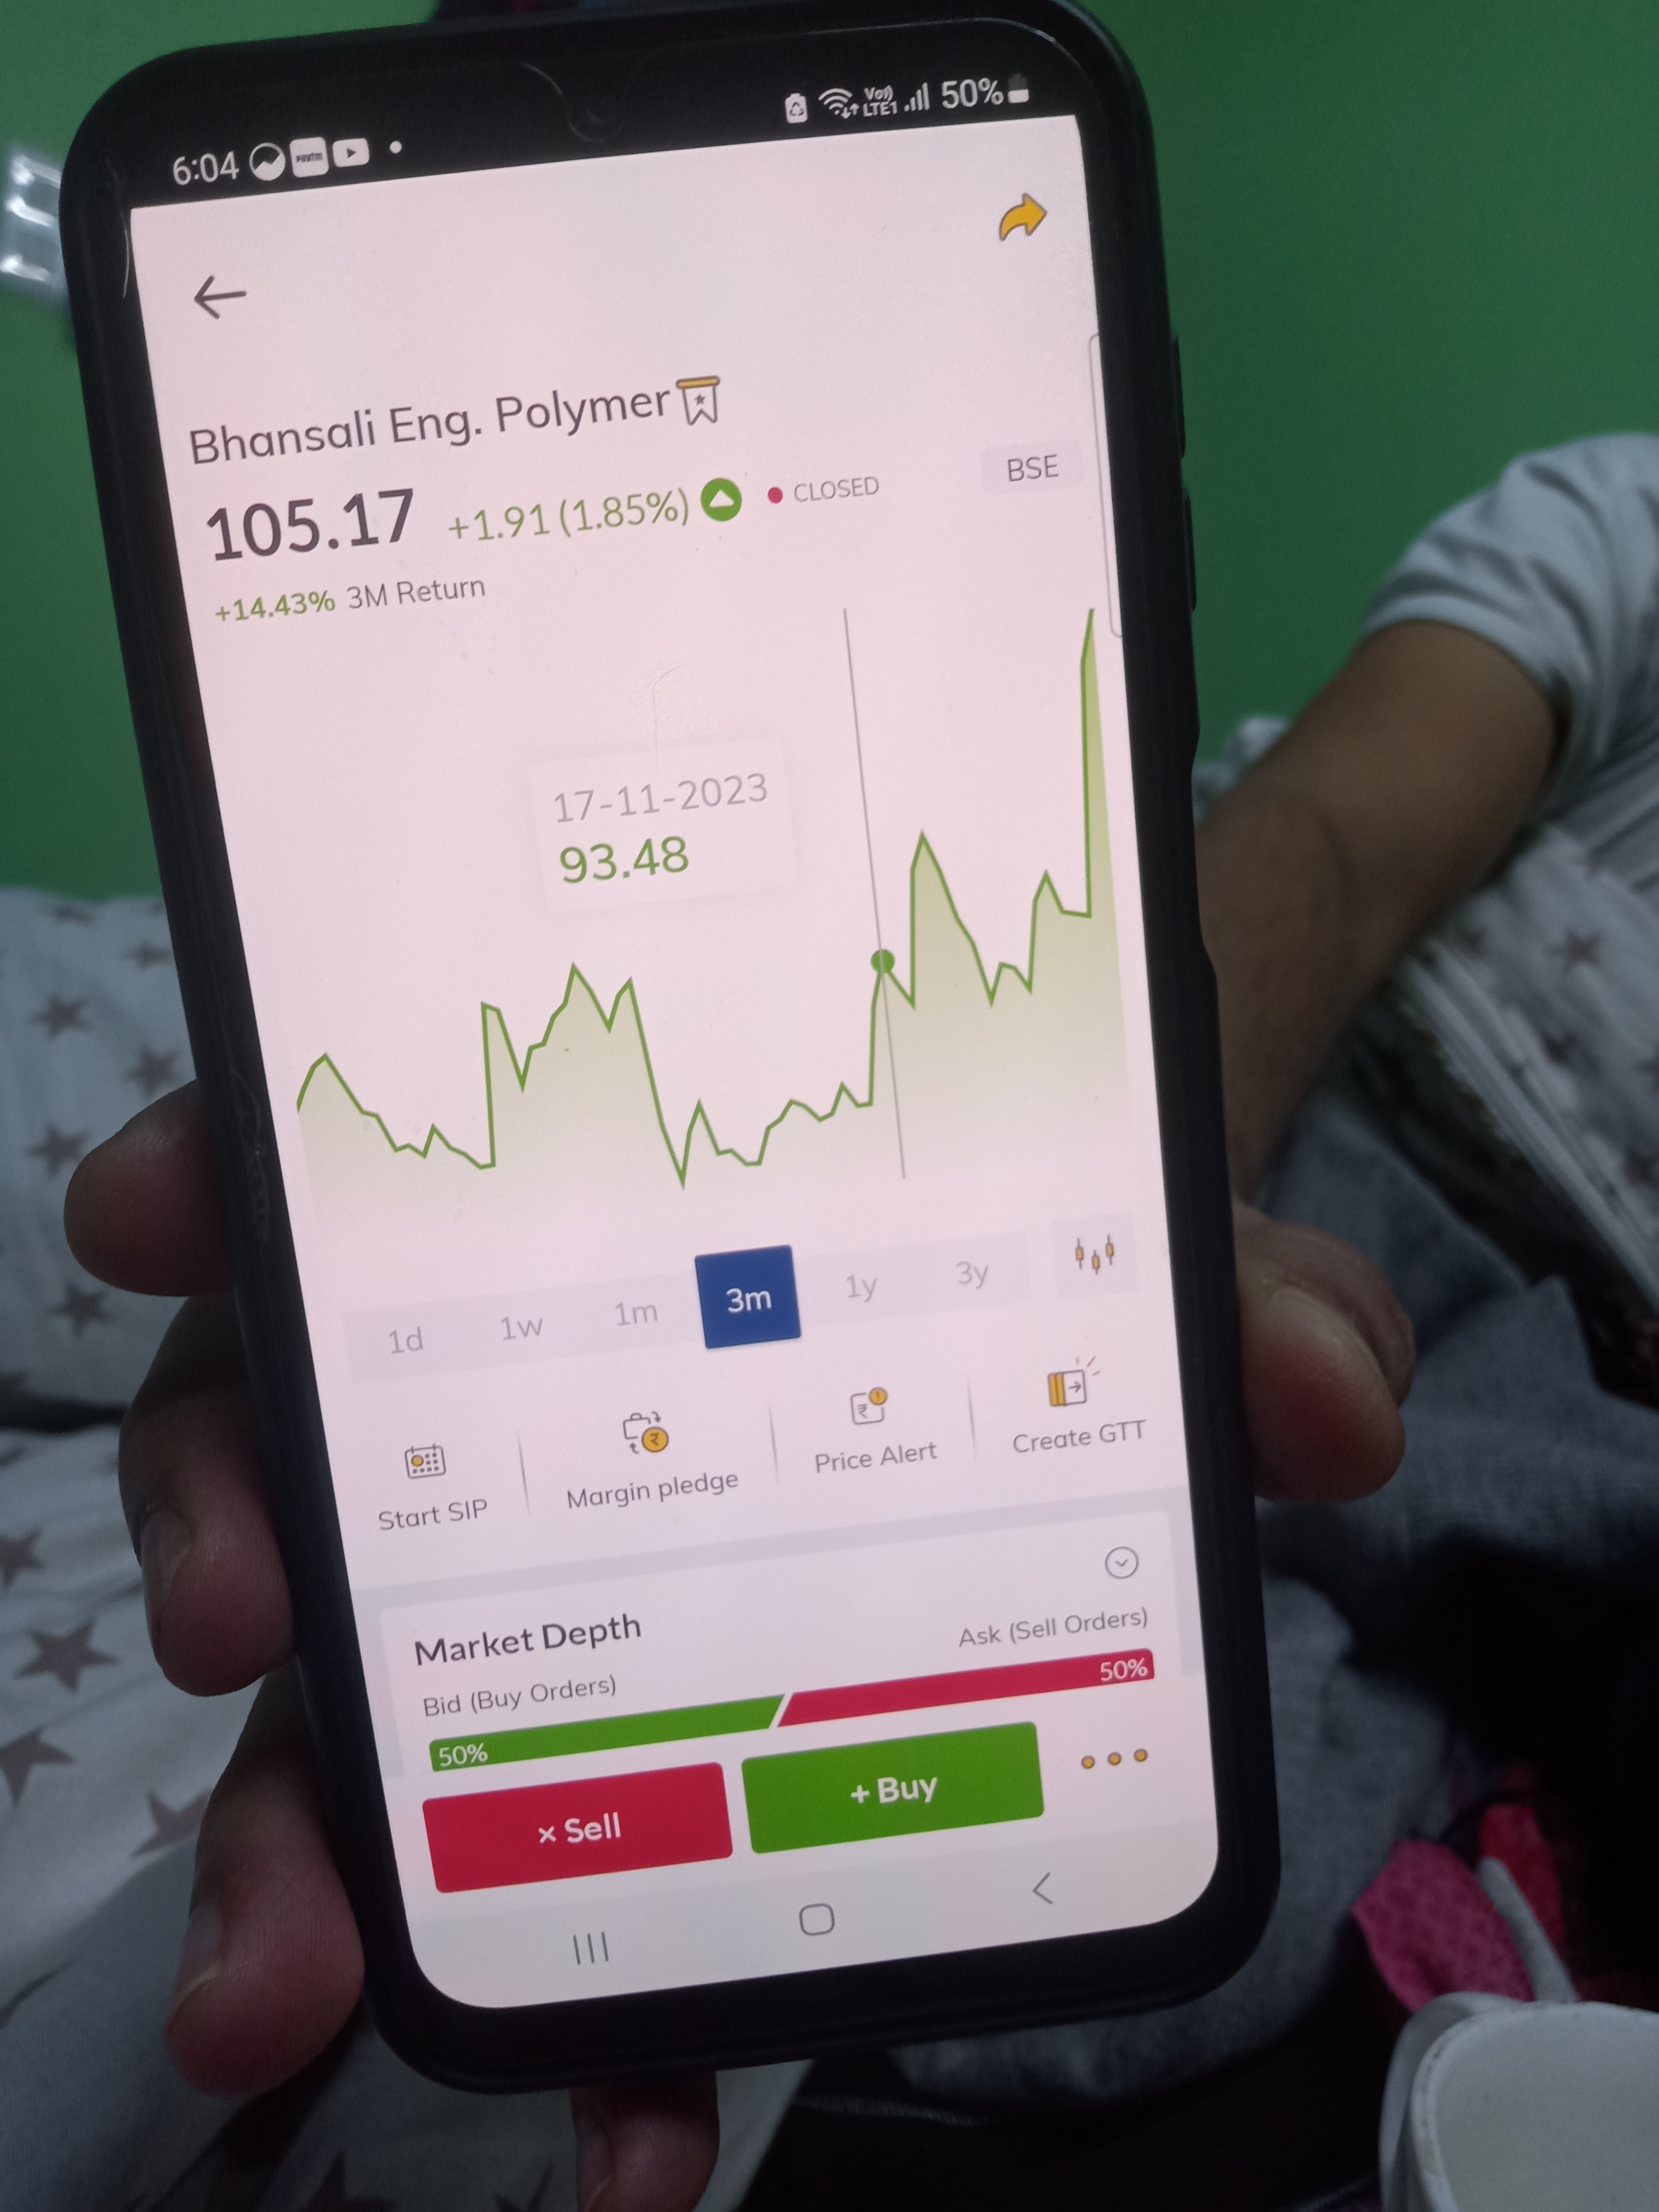 6:04 Paytm Vo)) LTE1 50%
Bhansali Eng. Polymer
105.17 +1.91 (1.85%) CLOSED BSE
+14.43% 3M Return
17-11-2023
93.48
1d 1w 1m 3m 1y 3y
Start SIP Margin pledge Price Alert Create GTT
Market Depth
Bid (Buy Orders) Ask (Sell Orders)
50% 50%
× Sell + Buy